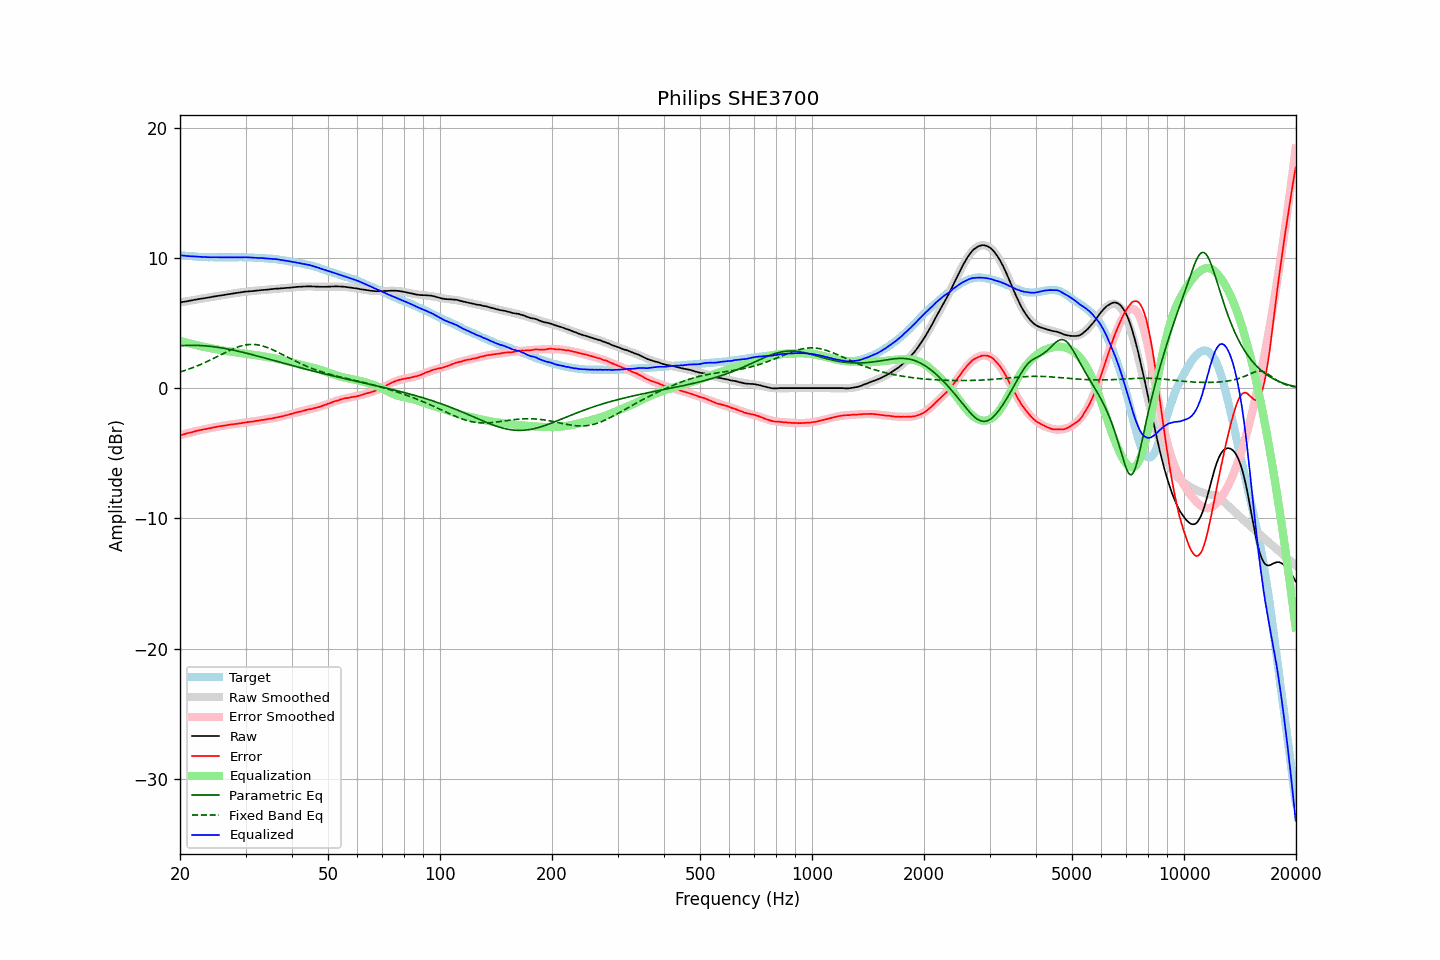 Philips SHE3700
Amplitude (dBr)
20
10
0
−10
−20
−30
Target
Raw Smoothed
Error Smoothed
Raw
Error
Equalization
Parametric Eq
Fixed Band Eq
Equalized
20 50 100 200 500 1000 2000 5000 10000 20000
Frequency (Hz)